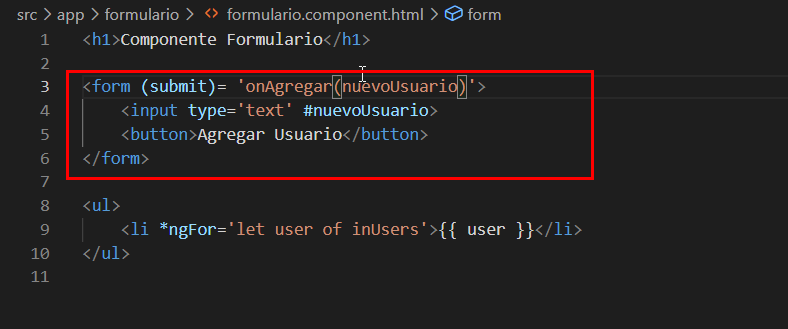 src > app > formulario > <> formulario.component.html > form
1 <h1>Componente Formulario</h1>
2
3 <form (submit)= 'onAgregar(nuevoUsuario)'>
4 <input type='text' #nuevoUsuario>
5 <button>Agregar Usuario</button>
6 </form>
7
8 <ul>
9 <li *ngFor='let user of inUsers'>{{ user }}</li>
10 </ul>
11